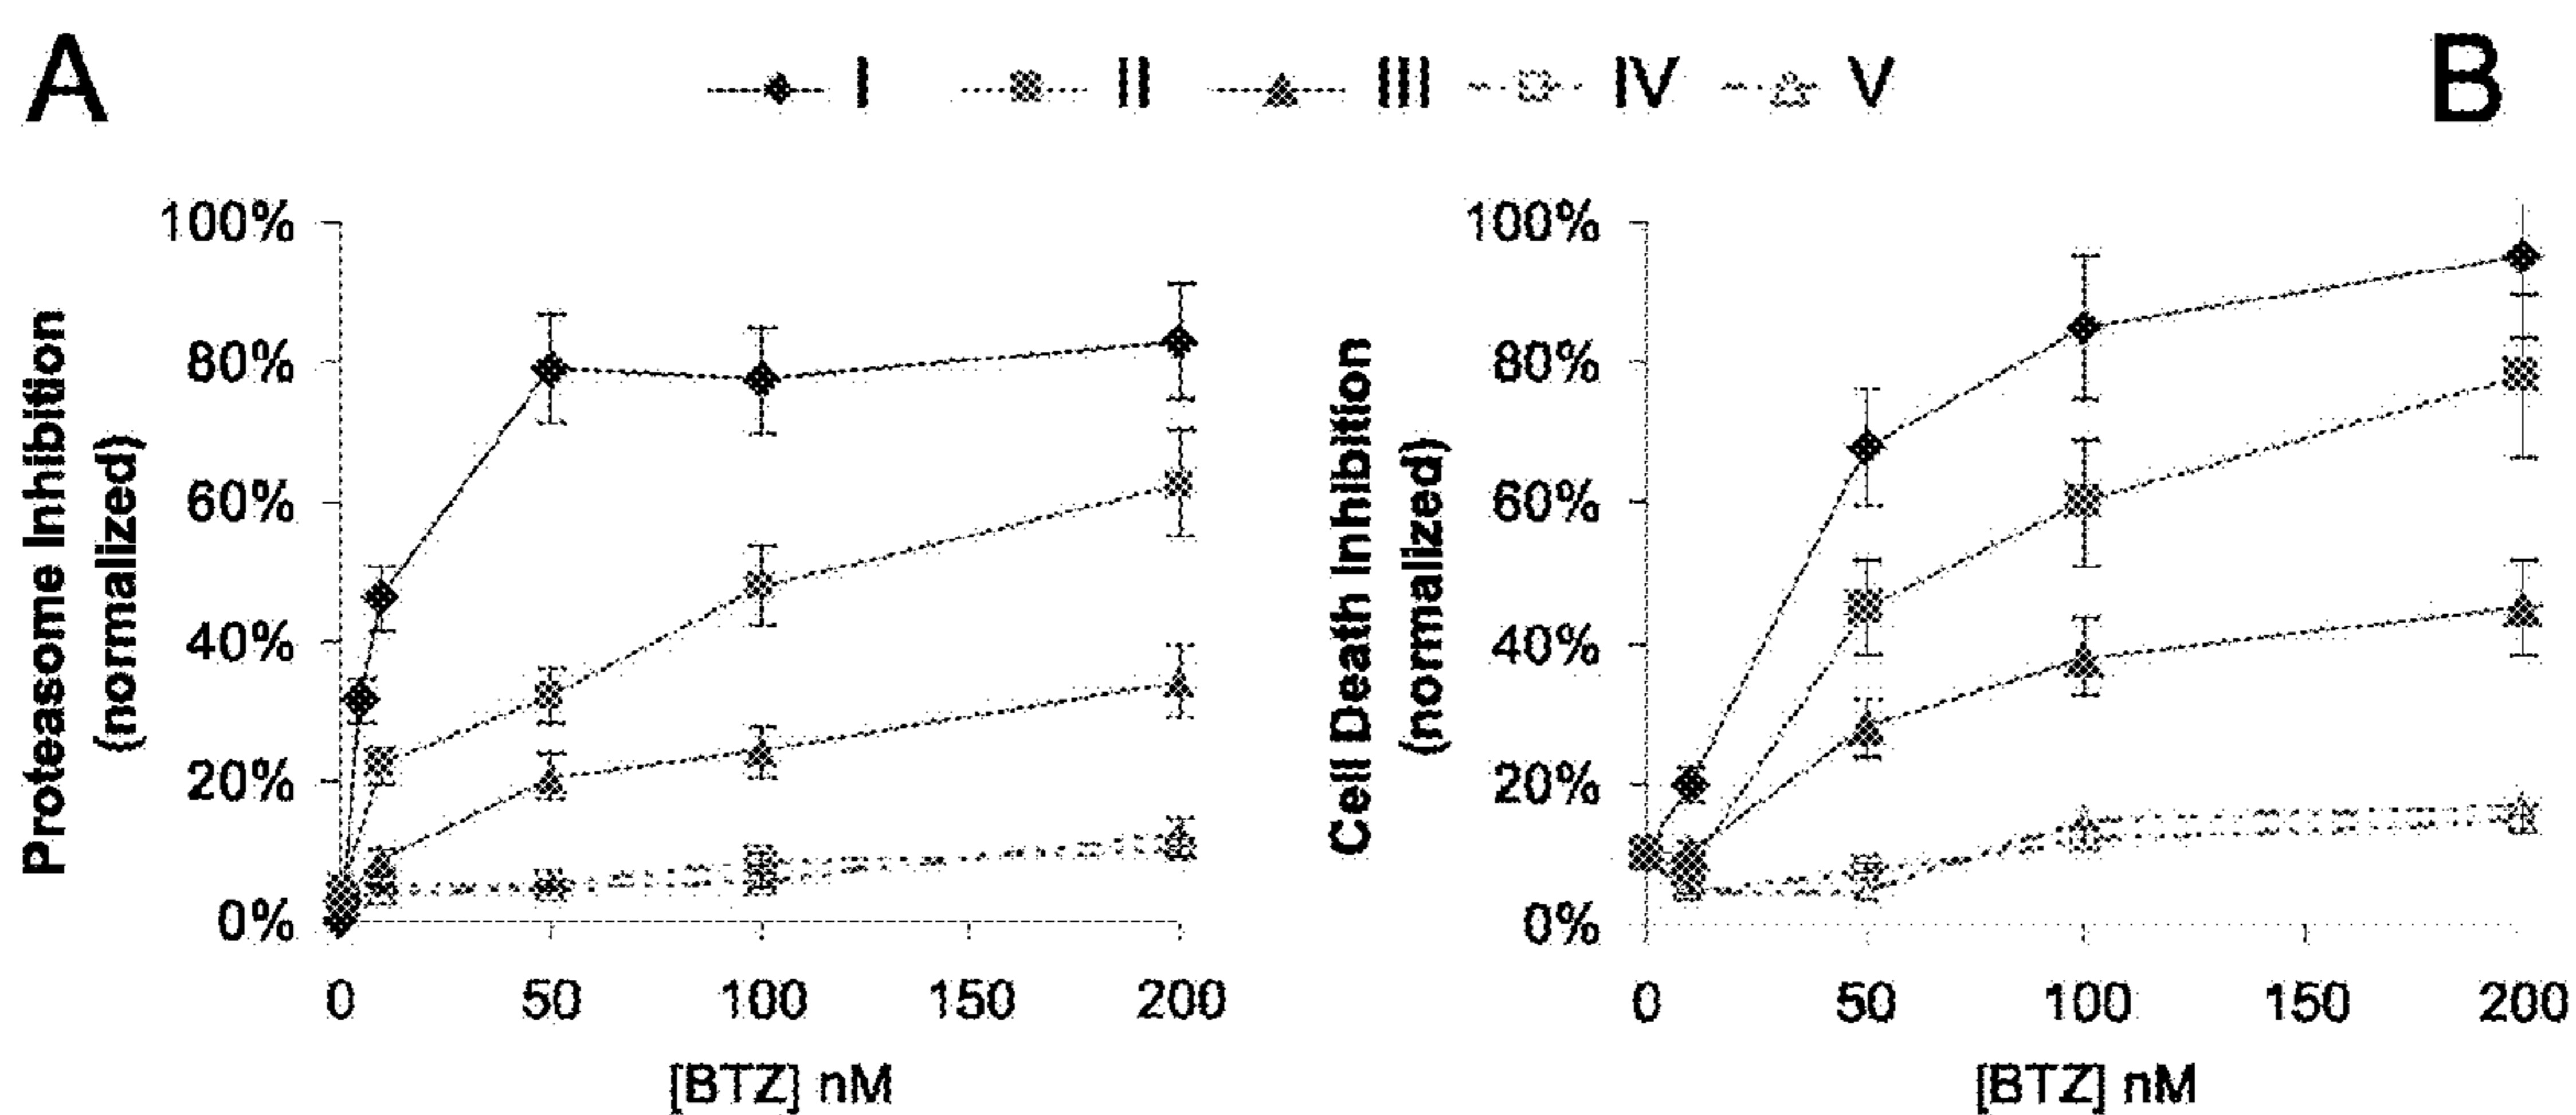 A I II III IV V B
100%
80%
60%
40%
20%
0%
Proteasome Inhibition
(normalized)
0 50 100 150 200
[BTZ] nM
100%
80%
60%
40%
20%
0%
Cell Death Inhibition
(normalized)
0 50 100 150 200
[BTZ] nM